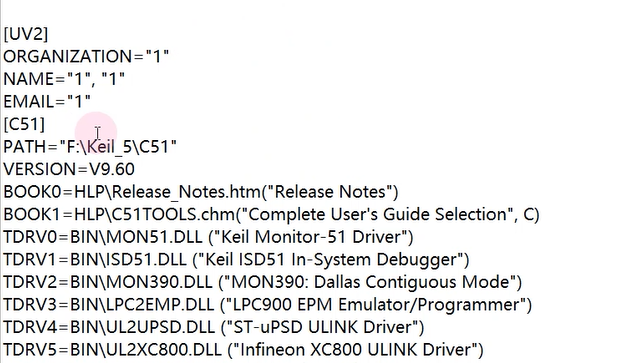 [UV2]
ORGANIZATION="1"
NAME="1", "1"
EMAIL="1"
[C51]
PATH="F:\Keil_5\C51"
VERSION=V9.60
BOOK0=HLP\Release_Notes.htm("Release Notes")
BOOK1=HLP\C51TOOLS.chm("Complete User's Guide Selection", C)
TDRV0=BIN\MON51.DLL ("Keil Monitor-51 Driver")
TDRV1=BIN\ISD51.DLL ("Keil ISD51 In-System Debugger")
TDRV2=BIN\MON390.DLL ("MON390: Dallas Contiguous Mode")
TDRV3=BIN\LPC2EMP.DLL ("LPC900 EPM Emulator/Programmer")
TDRV4=BIN\UL2UPSD.DLL ("ST-uPSD ULINK Driver")
TDRV5=BIN\UL2XC800.DLL ("Infineon XC800 ULINK Driver")